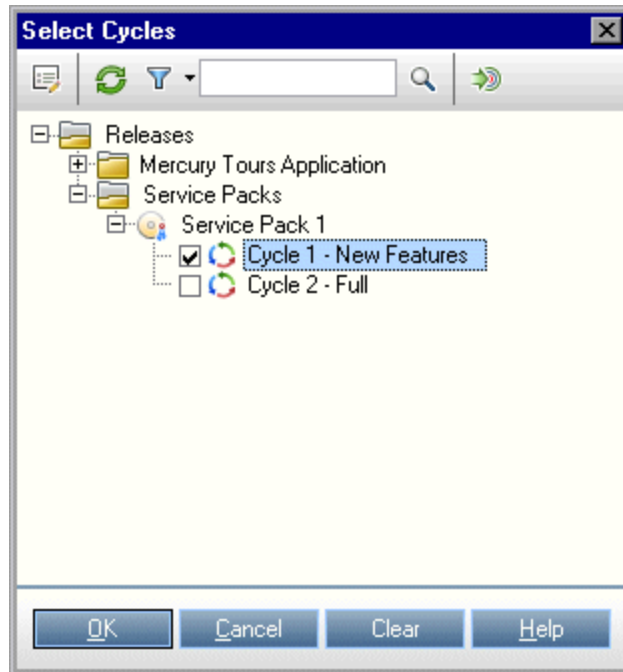 Select Cycles
Releases
Mercury Tours Application
Service Packs
Service Pack 1
Cycle 1 - New Features
Cycle 2 - Full
OK Cancel Clear Help